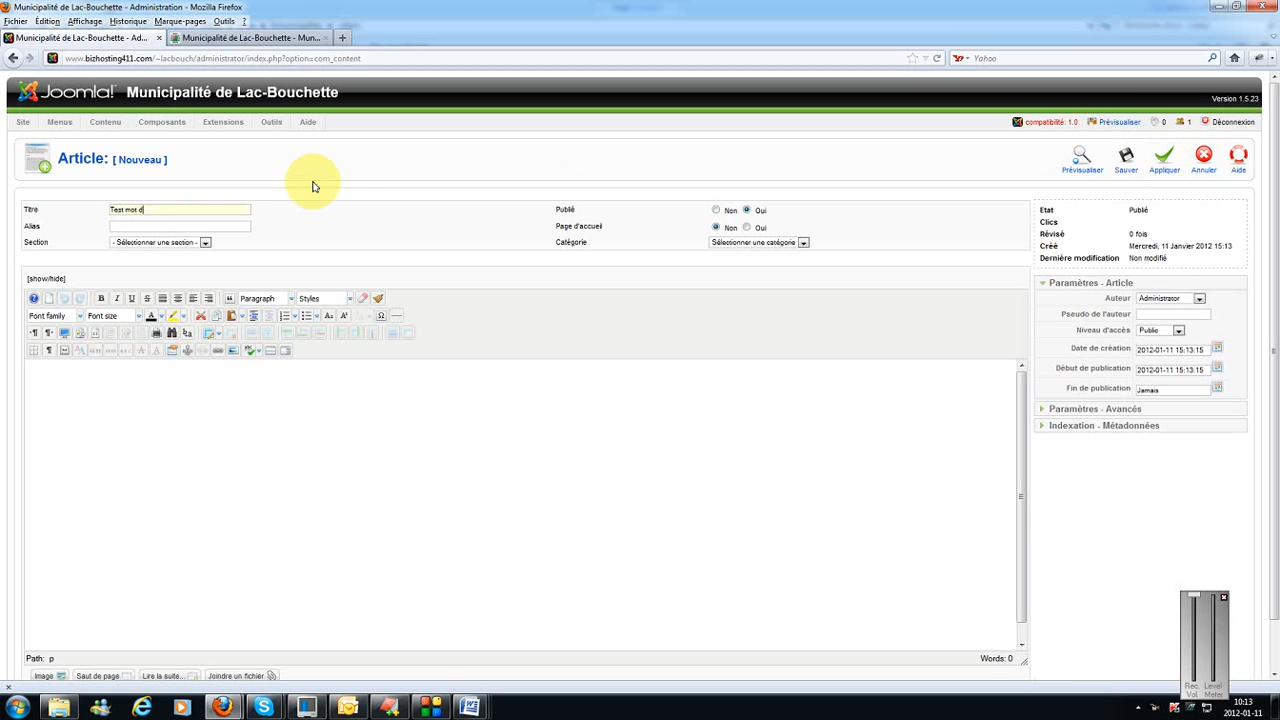 Municipalité de Lac-Bouchette - Administration - Mozilla Firefox
Fichier Édition Affichage Historique Marque-pages Outils ?
Municipalité de Lac-Bouchette - Ad... × Municipalité de Lac-Bouchette - Mun... × +
www.bizhosting411.com/~lacbouch/administrator/index.php?option=com_content Yahoo
Joomla! Municipalité de Lac-Bouchette Version 1.5.23
Site Menus Contenu Composants Extensions Outils Aide compatibilité: 1.0 Prévisualiser 0 1 Déconnexion
Article: [ Nouveau ]
Prévisualiser Sauver Appliquer Annuler Aide
Titre Test mot d Publié Non Oui
Alias Page d'accueil Non Oui
Section - Sélectionner une section - Catégorie Sélectionner une catégorie
Etat Publié
Clics
Révisé 0 fois
Créé Mercredi, 11 Janvier 2012 15:13
Dernière modification Non modifié
[show/hide]
Paragraph Styles
Font family Font size
Paramètres - Article
Auteur Administrator
Pseudo de l'auteur
Niveau d'accès Public
Date de création 2012-01-11 15:13:15
Début de publication 2012-01-11 15:13:15
Fin de publication Jamais
Paramètres - Avancés
Indexation - Métadonnées
Path: p Words: 0
Image Saut de page Lire la suite... Joindre un fichier
Rec. Vol Level Meter
10:13
2012-01-11